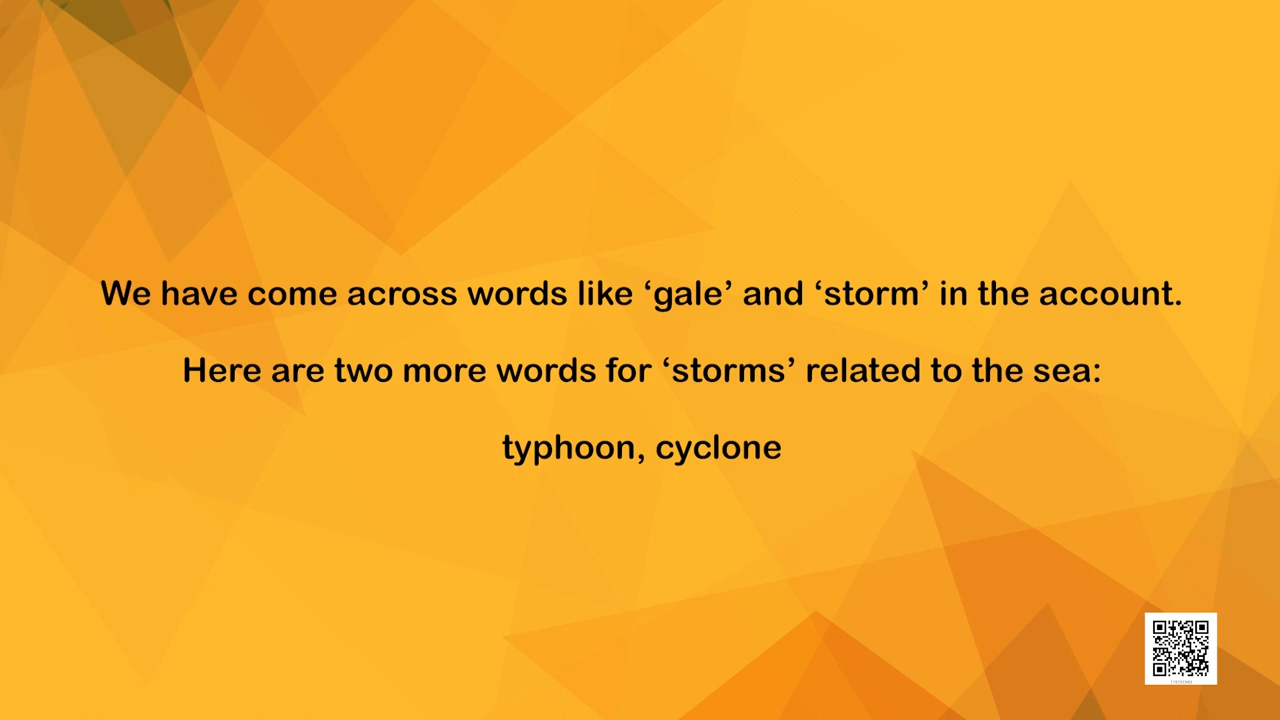 We have come across words like ‘gale’ and ‘storm’ in the account.
Here are two more words for ‘storms’ related to the sea:
typhoon, cyclone